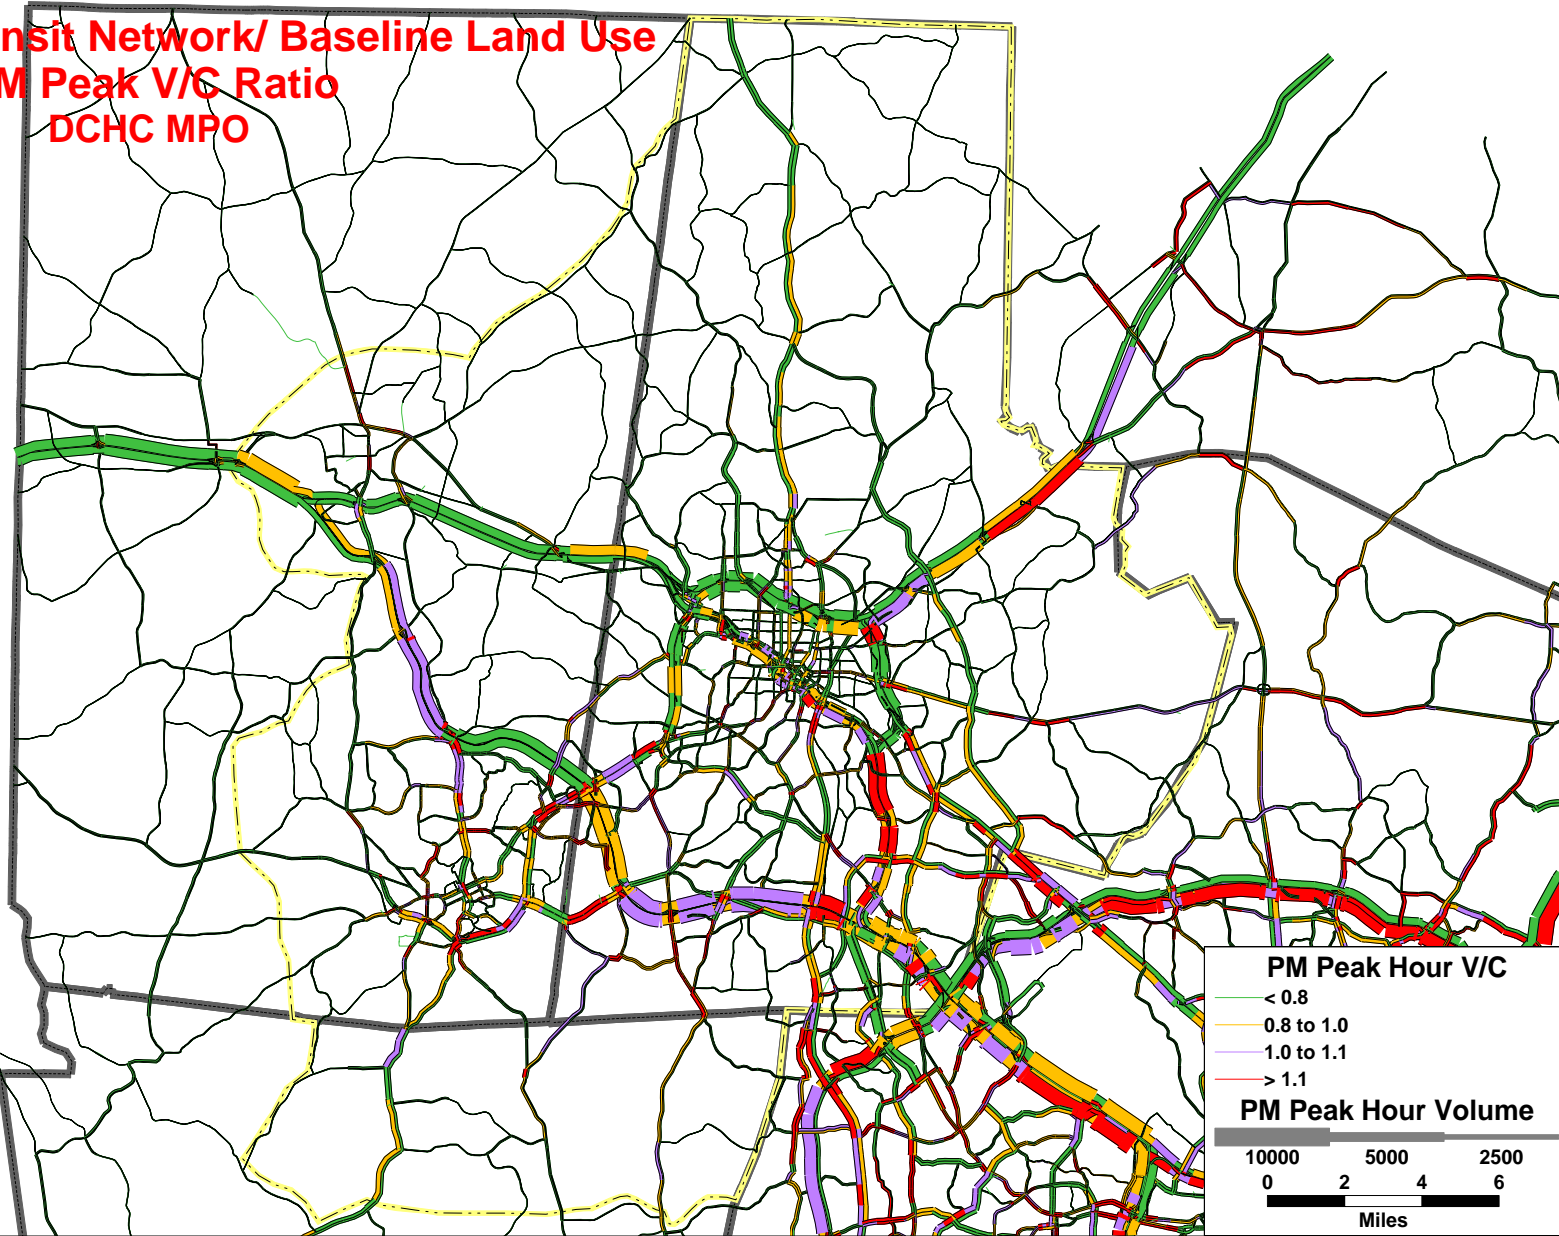 nsit Network/ Baseline Land Use
M Peak V/C Ratio
DCHC MPO
PM Peak Hour V/C
< 0.8
0.8 to 1.0
1.0 to 1.1
> 1.1
PM Peak Hour Volume
10000 5000 2500
0 2 4 6
Miles